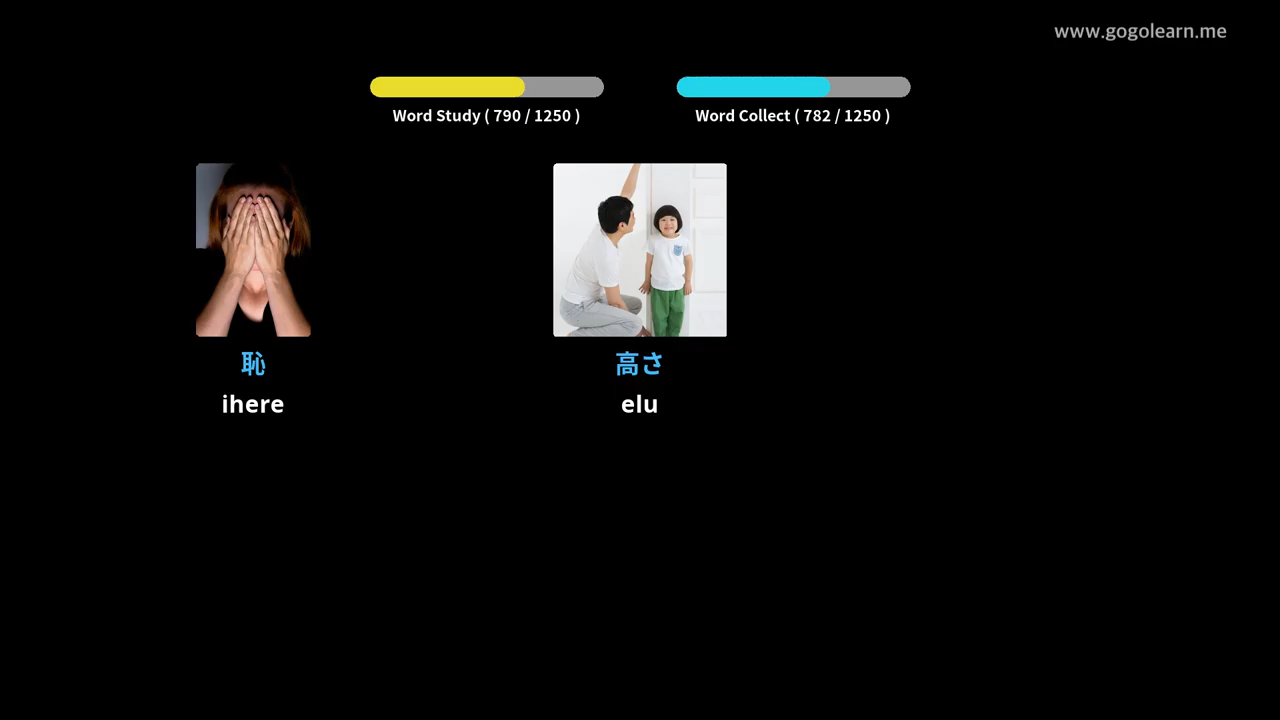 www.gogolearn.me
Word Study ( 790 / 1250 )
Word Collect ( 782 / 1250 )
恥
ihere
高さ
elu